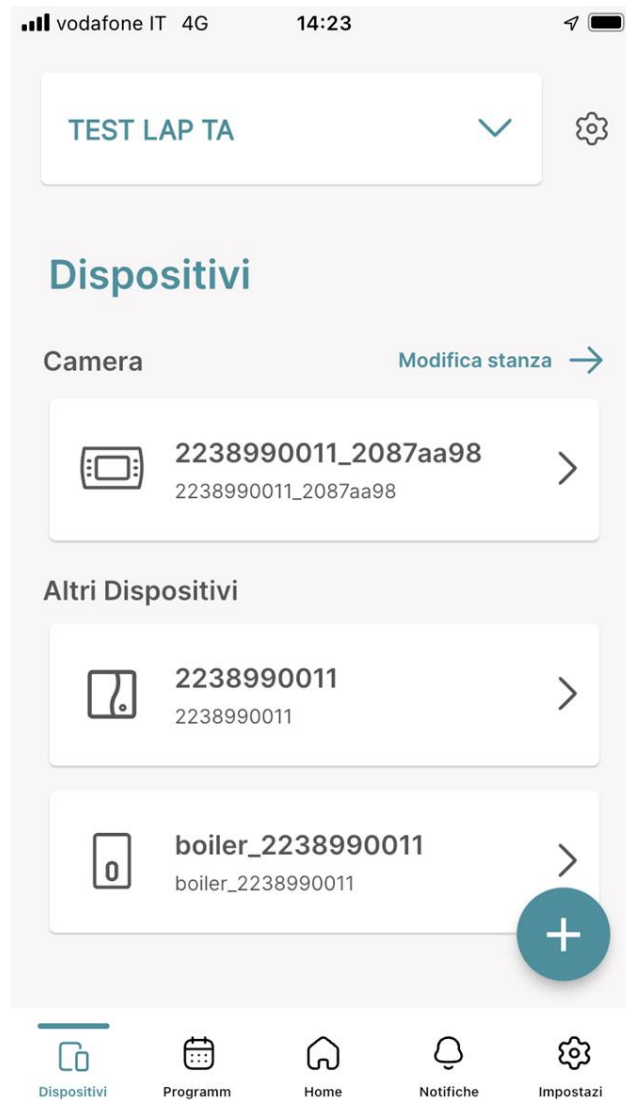 vodafone IT 4G 14:23
TEST LAP TA
Dispositivi
Camera Modifica stanza
2238990011_2087aa98
2238990011_2087aa98
Altri Dispositivi
2238990011
2238990011
boiler_2238990011
boiler_2238990011
Dispositivi Programm Home Notifiche Impostazi